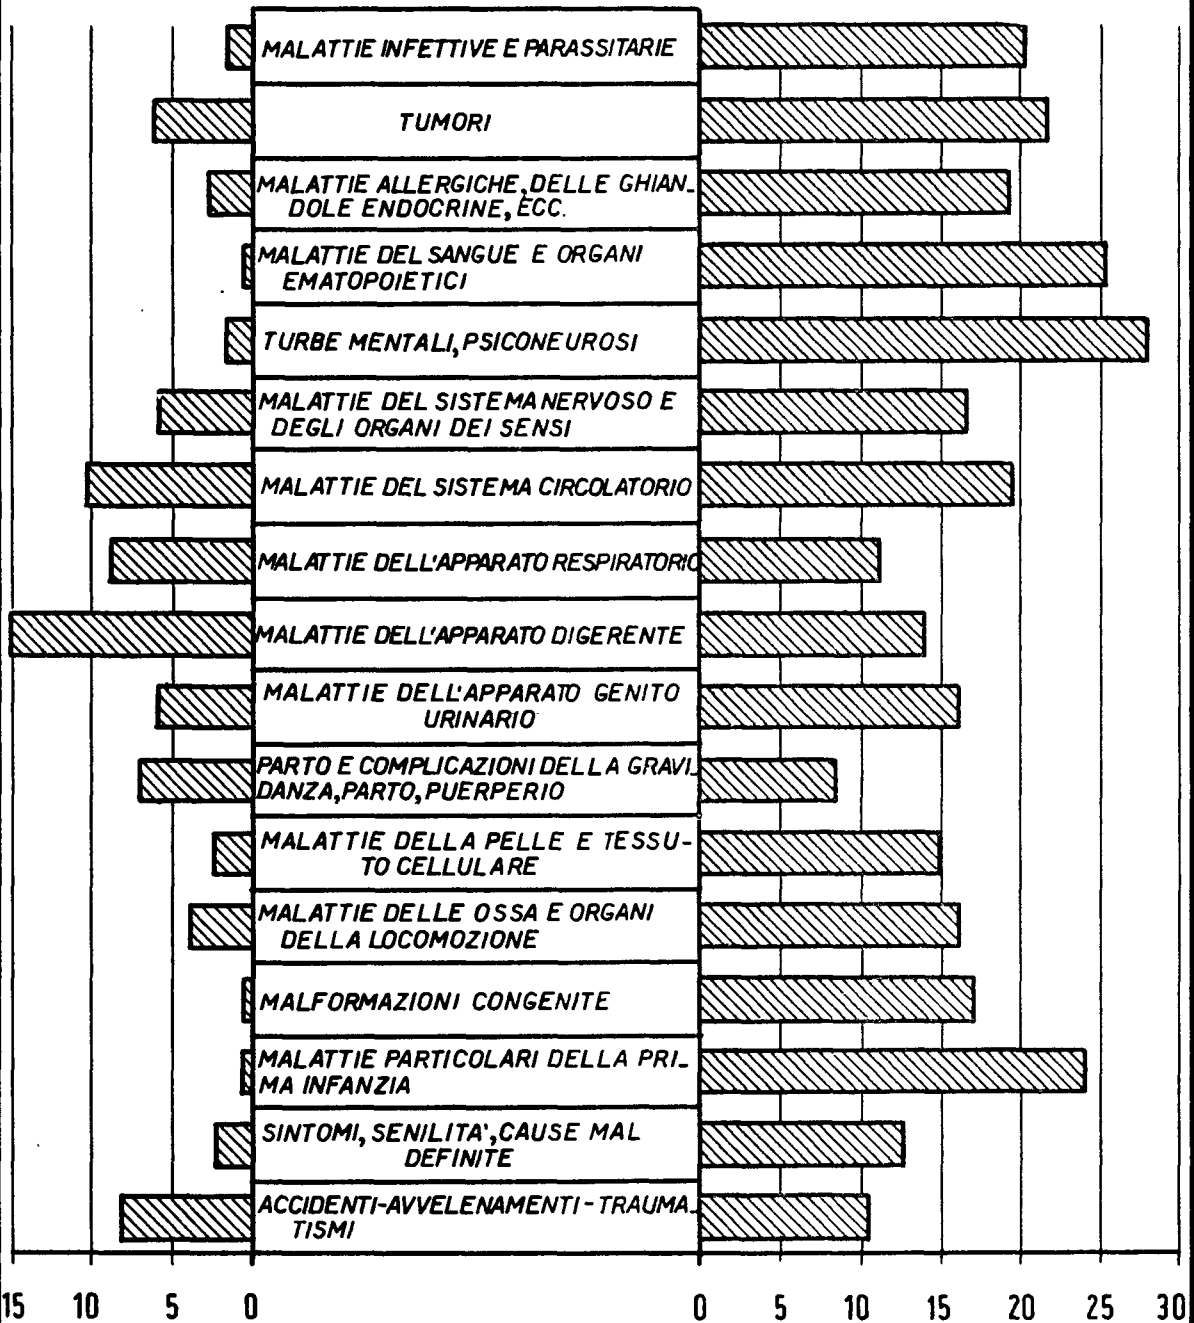 MALATTIE INFETTIVE E PARASSITARIE
TUMORI
MALATTIE ALLERGICHE, DELLE GHIAN-
DOLE ENDOCRINE, ECC.
MALATTIE DEL SANGUE E ORGANI
EMATOPOIETICI
TURBE MENTALI, PSICONEUROSI
MALATTIE DEL SISTEMA NERVOSO E
DEGLI ORGANI DEI SENSI
MALATTIE DEL SISTEMA CIRCOLATORIO
MALATTIE DELL'APPARATO RESPIRATORIO
MALATTIE DELL'APPARATO DIGERENTE
MALATTIE DELL'APPARATO GENITO
URINARIO
PARTO E COMPLICAZIONI DELLA GRAVI-
DANZA, PARTO, PUERPERIO
MALATTIE DELLA PELLE E TESSU-
TO CELLULARE
MALATTIE DELLE OSSA E ORGANI
DELLA LOCOMOZIONE
MALFORMAZIONI CONGENITE
MALATTIE PARTICOLARI DELLA PRI-
MA INFANZIA
SINTOMI, SENILITA', CAUSE MAL
DEFINITE
ACCIDENTI-AVVELENAMENTI-TRAUMA-
TISMI
15 10 5 0 0 5 10 15 20 25 30